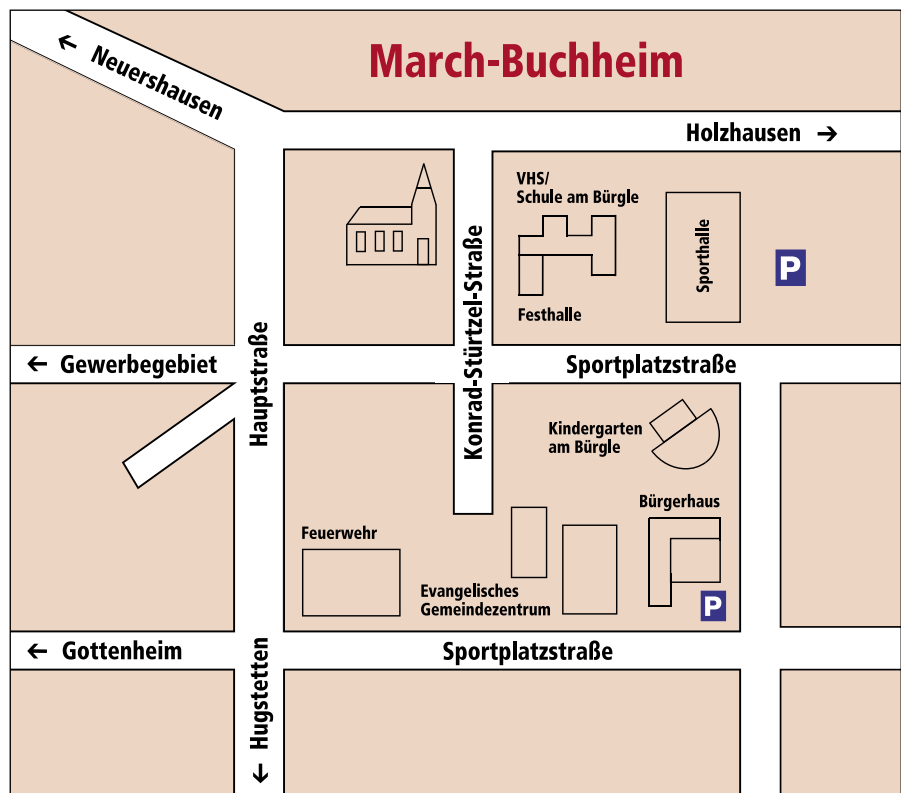 March-Buchheim
← Neuershausen
Holzhausen →
VHS/
Schule am Bürgle
Sporthalle
P
Festhalle
Konrad-Stürtzel-Straße
Hauptstraße
← Gewerbegebiet
Sportplatzstraße
Kindergarten
am Bürgle
Bürgerhaus
Feuerwehr
Evangelisches
Gemeindezentrum
P
← Gottenheim
Sportplatzstraße
← Hugstetten